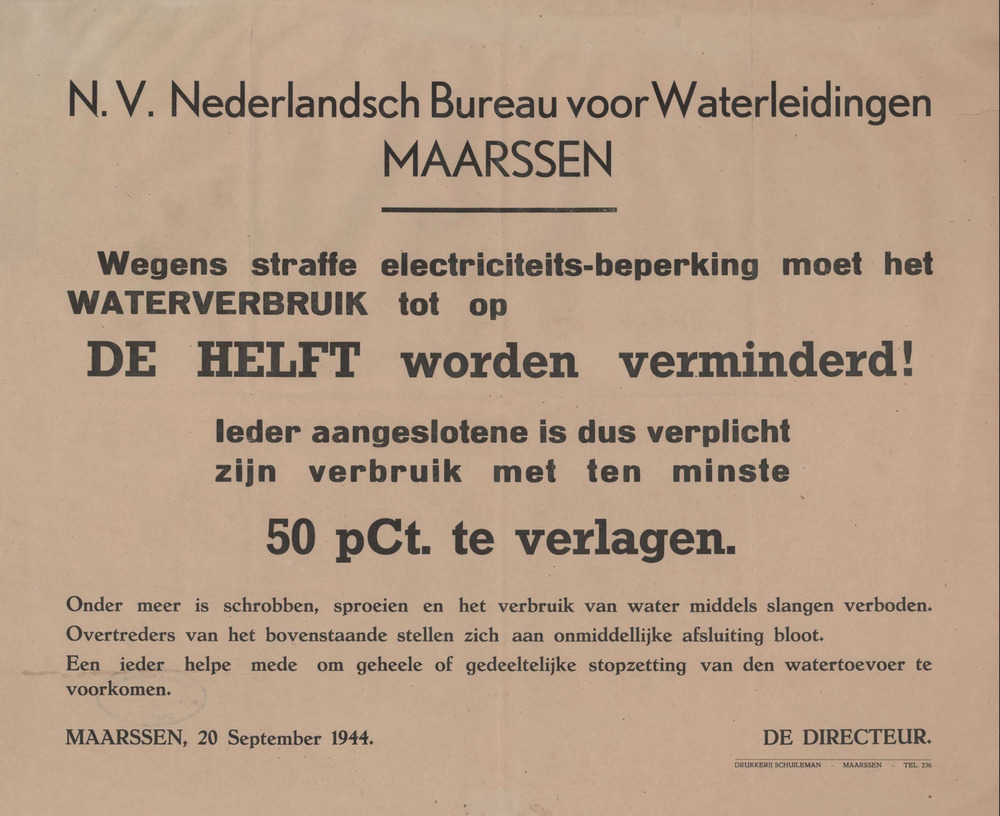 N. V. Nederlandsch Bureau voor Waterleidingen
MAARSSEN
Wegens straffe electriciteits-beperking moet het
WATERVERBRUIK tot op
DE HELFT worden verminderd!
Ieder aangeslotene is dus verplicht
zijn verbruik met ten minste
50 pCt. te verlagen.
Onder meer is schrobben, sproeien en het verbruik van water middels slangen verboden.
Overtreders van het bovenstaande stellen zich aan onmiddellijke afsluiting bloot.
Een ieder helpe mede om geheele of gedeeltelijke stopzetting van den watertoevoer te
voorkomen.
MAARSSEN, 20 September 1944. DE DIRECTEUR.
DRUKKERIJ SCHUILEMAN - MAARSSEN - TEL. 236